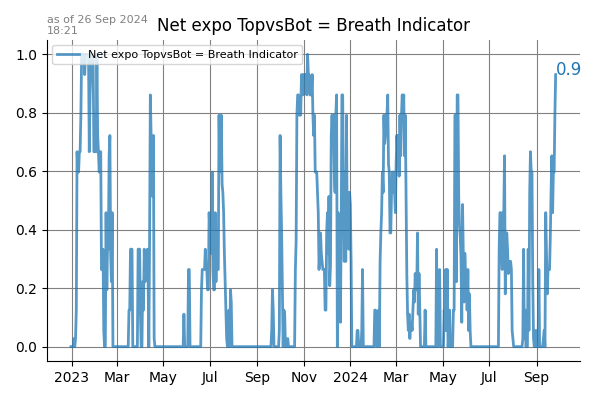 as of 26 Sep 2024
18:21
Net expo TopvsBot = Breath Indicator
Net expo TopvsBot = Breath Indicator
0.9
1.0
0.8
0.6
0.4
0.2
0.0
2023 Mar May Jul Sep Nov 2024 Mar May Jul Sep